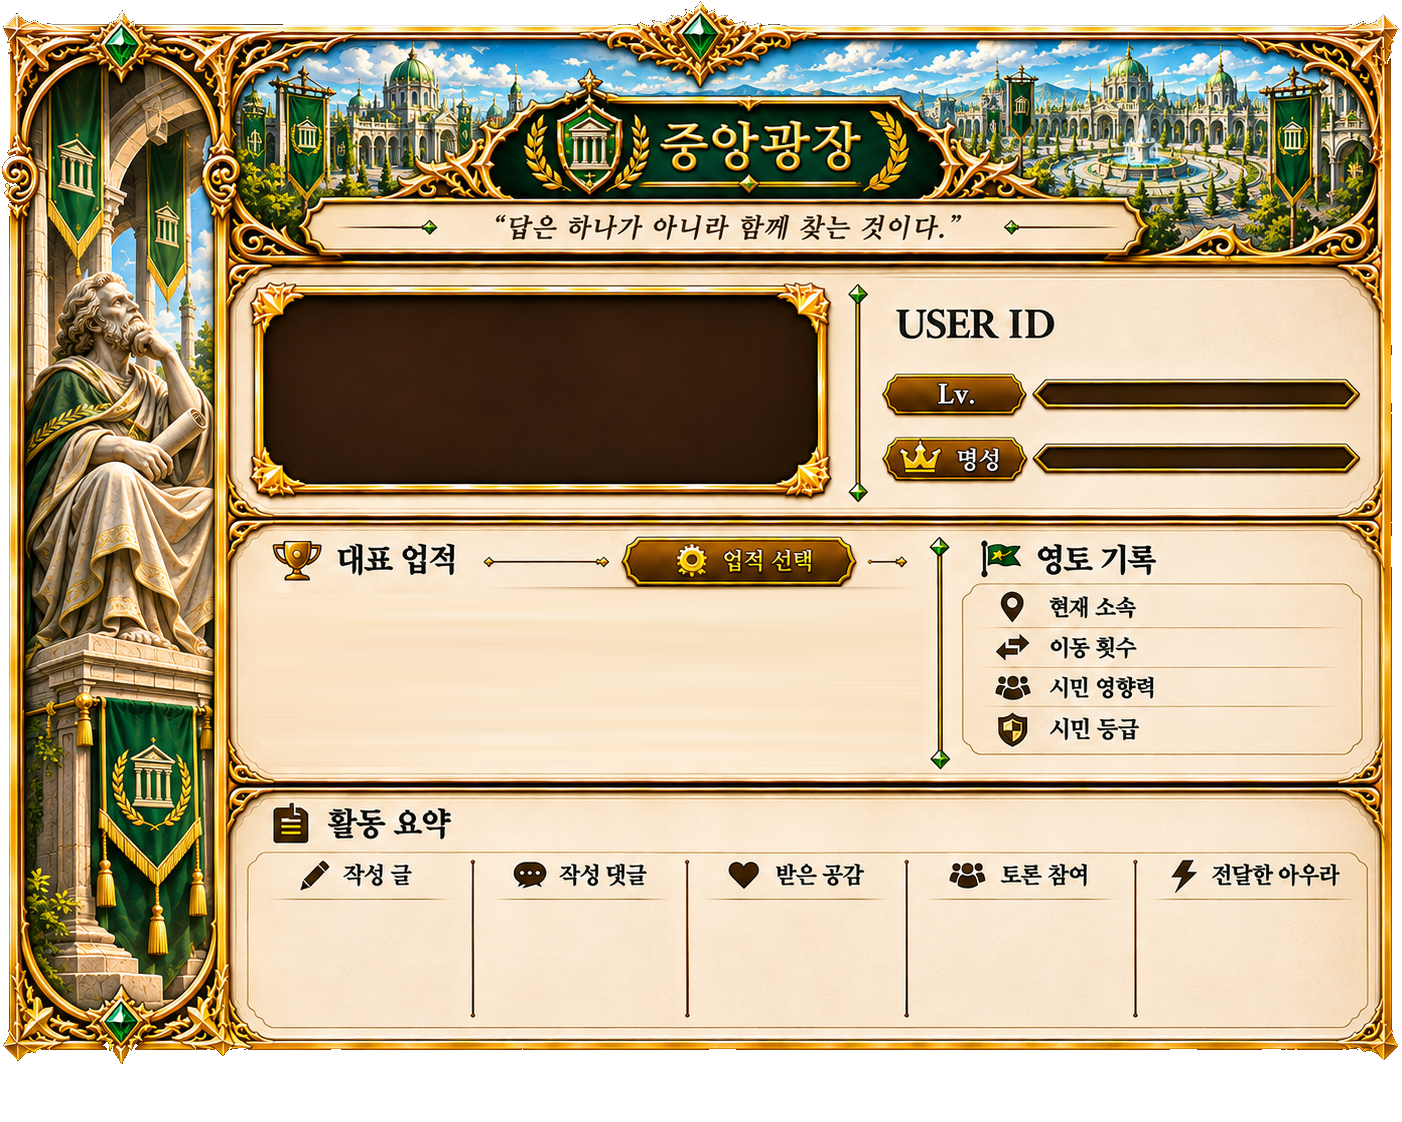 중앙광장
“답은 하나가 아니라 함께 찾는 것이다.”
USER ID
Lv.
명성
대표 업적
업적 선택
영토 기록
현재 소속
이동 횟수
시민 영향력
시민 등급
활동 요약
작성 글
작성 댓글
받은 공감
토론 참여
전달한 아우라